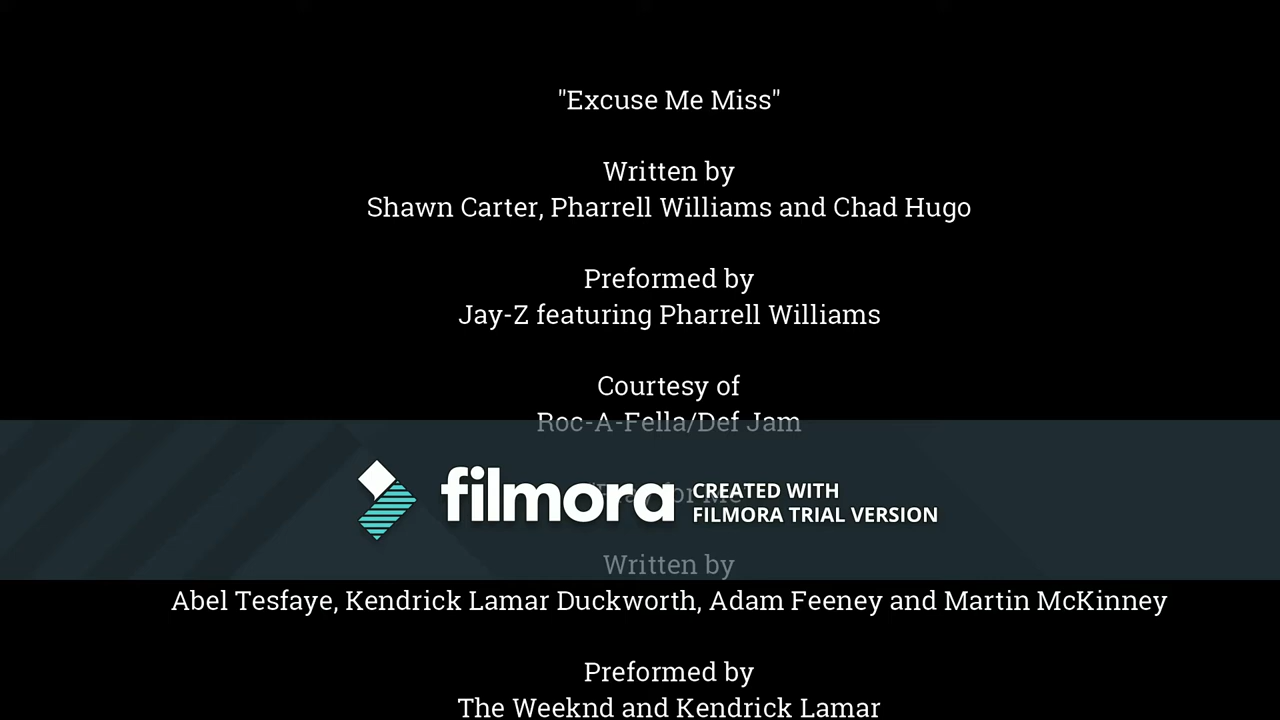 "Excuse Me Miss"
Written by
Shawn Carter, Pharrell Williams and Chad Hugo
Preformed by
Jay-Z featuring Pharrell Williams
Courtesy of
Roc-A-Fella/Def Jam
filmora
CREATED WITH
FILMORA TRIAL VERSION
Written by
Abel Tesfaye, Kendrick Lamar Duckworth, Adam Feeney and Martin McKinney
Preformed by
The Weeknd and Kendrick Lamar